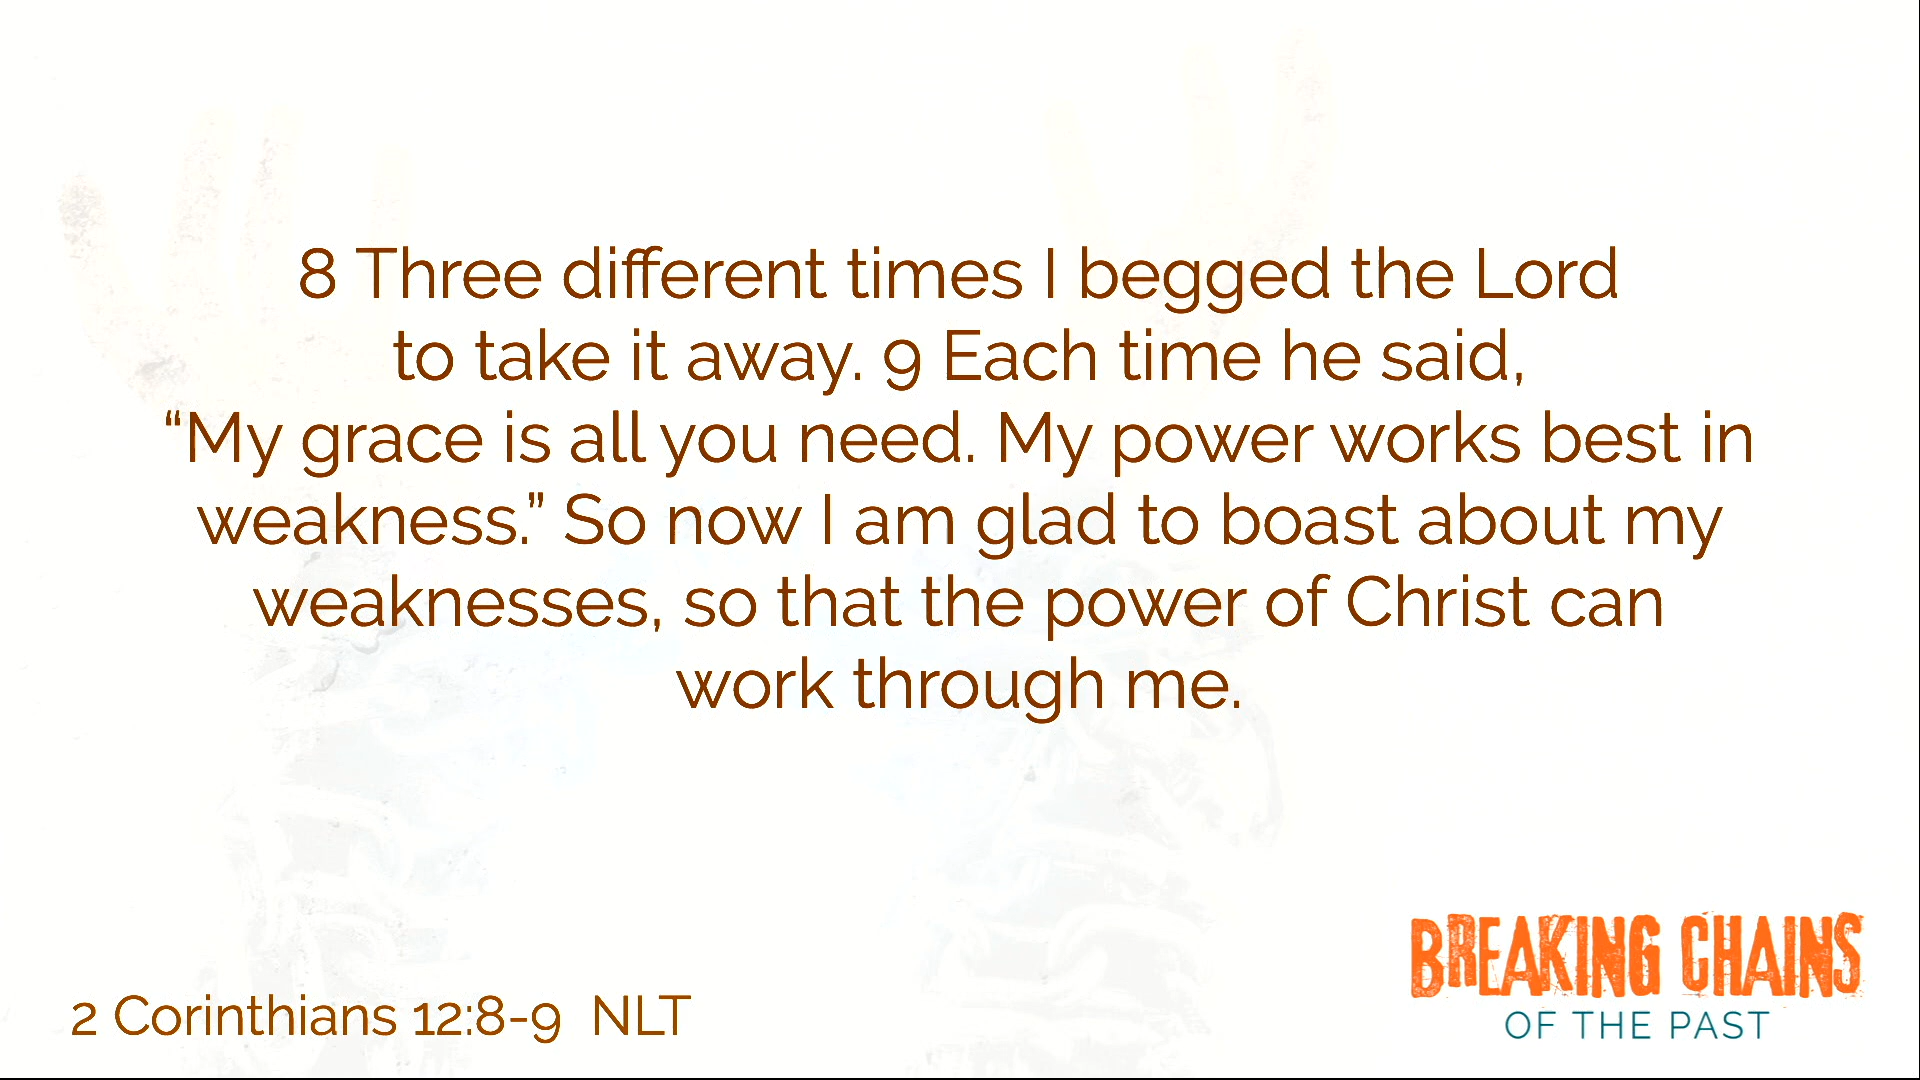 8 Three different times I begged the Lord
to take it away. 9 Each time he said,
“My grace is all you need. My power works best in
weakness.” So now I am glad to boast about my
weaknesses, so that the power of Christ can
work through me.
2 Corinthians 12:8-9 NLT
BREAKING CHAINS
OF THE PAST